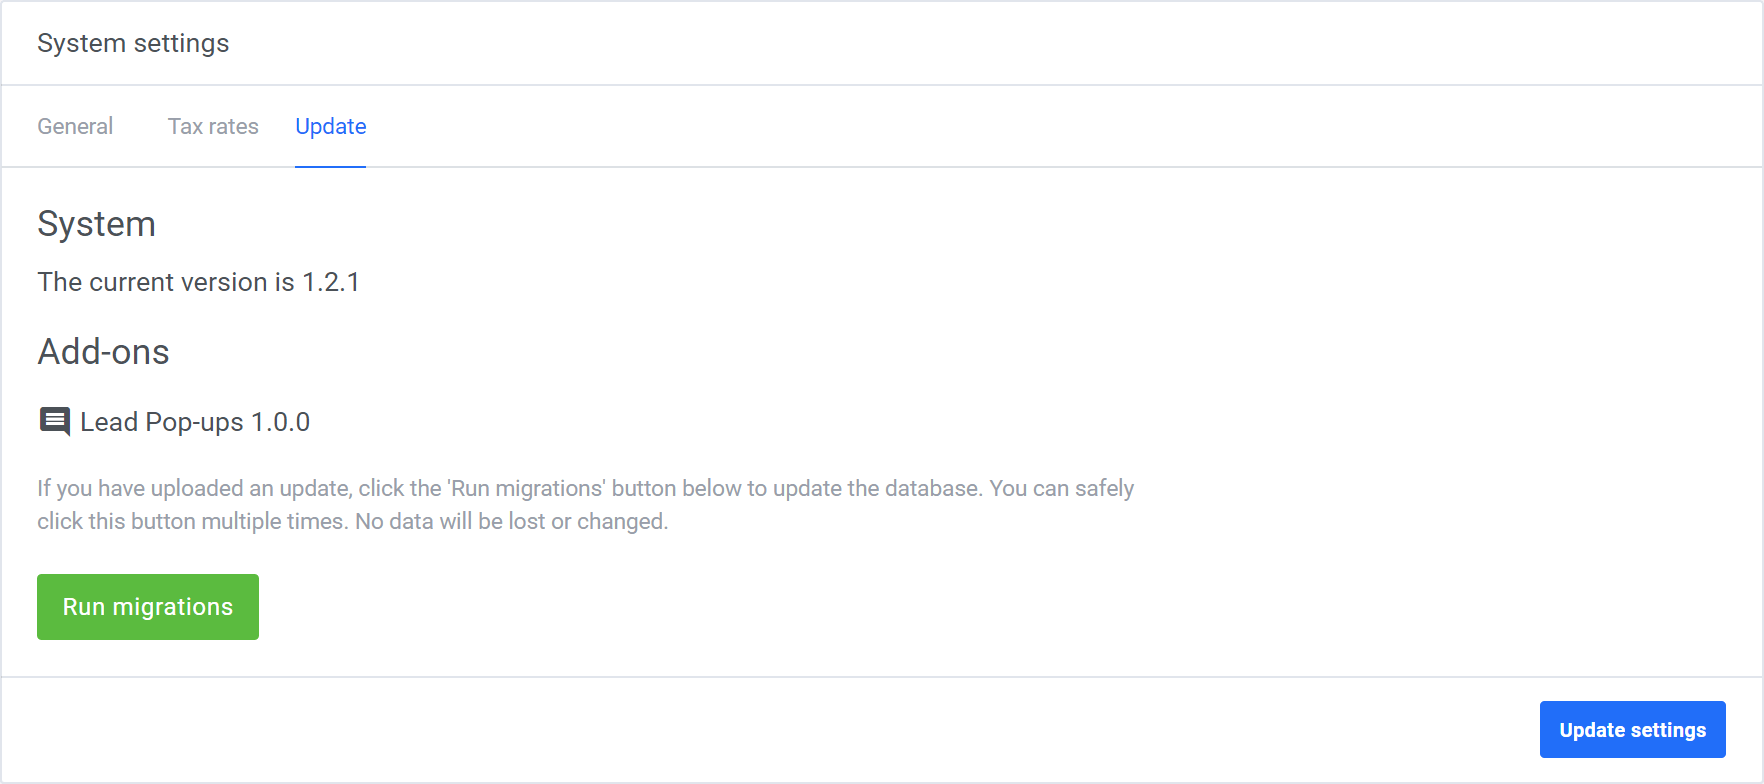 System settings
General
Tax rates
Update
System
The current version is 1.2.1
Add-ons
Lead Pop-ups 1.0.0
If you have uploaded an update, click the 'Run migrations' button below to update the database. You can safely
click this button multiple times. No data will be lost or changed.
Run migrations
Update settings